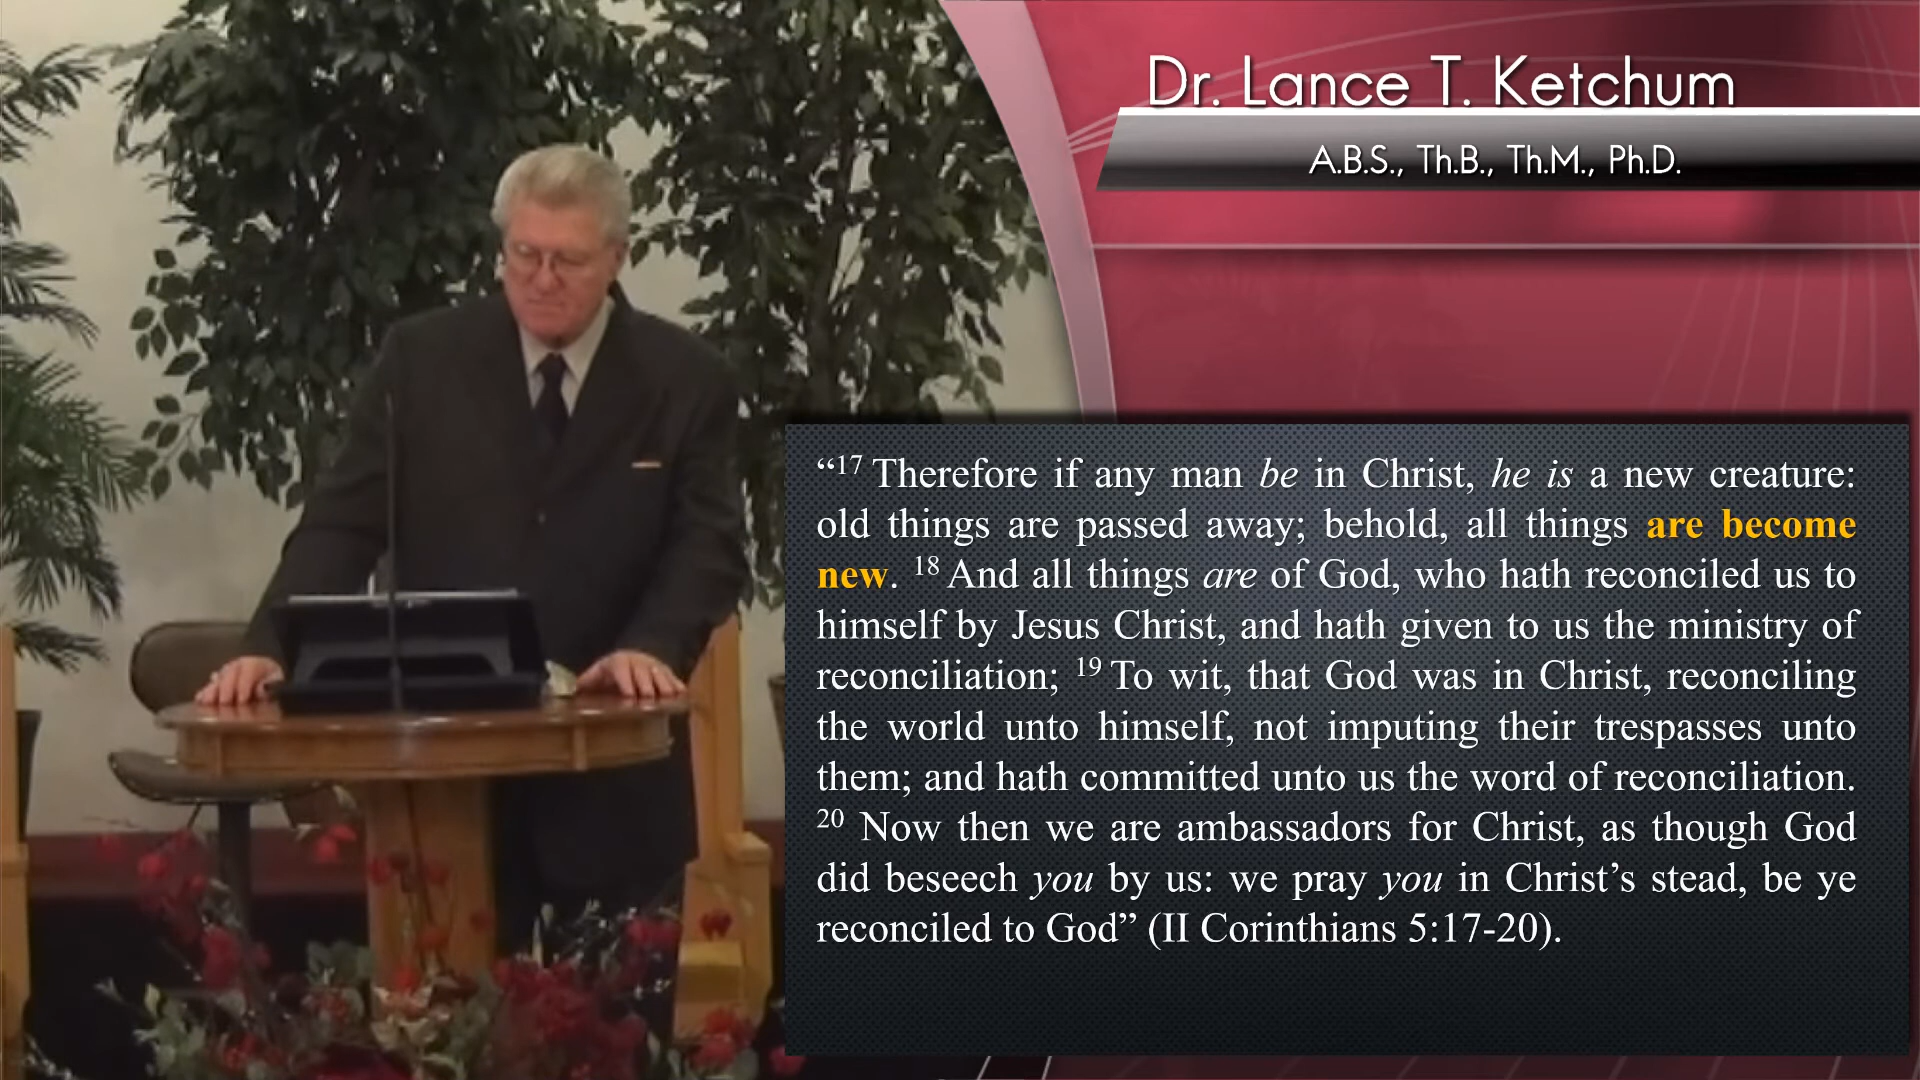 Dr. Lance T. Ketchum
A.B.S., Th.B., Th.M., Ph.D.
“17 Therefore if any man be in Christ, he is a new creature:
old things are passed away; behold, all things are become
new. 18 And all things are of God, who hath reconciled us to
himself by Jesus Christ, and hath given to us the ministry of
reconciliation; 19 To wit, that God was in Christ, reconciling
the world unto himself, not imputing their trespasses unto
them; and hath committed unto us the word of reconciliation.
20 Now then we are ambassadors for Christ, as though God
did beseech you by us: we pray you in Christ’s stead, be ye
reconciled to God” (II Corinthians 5:17-20).